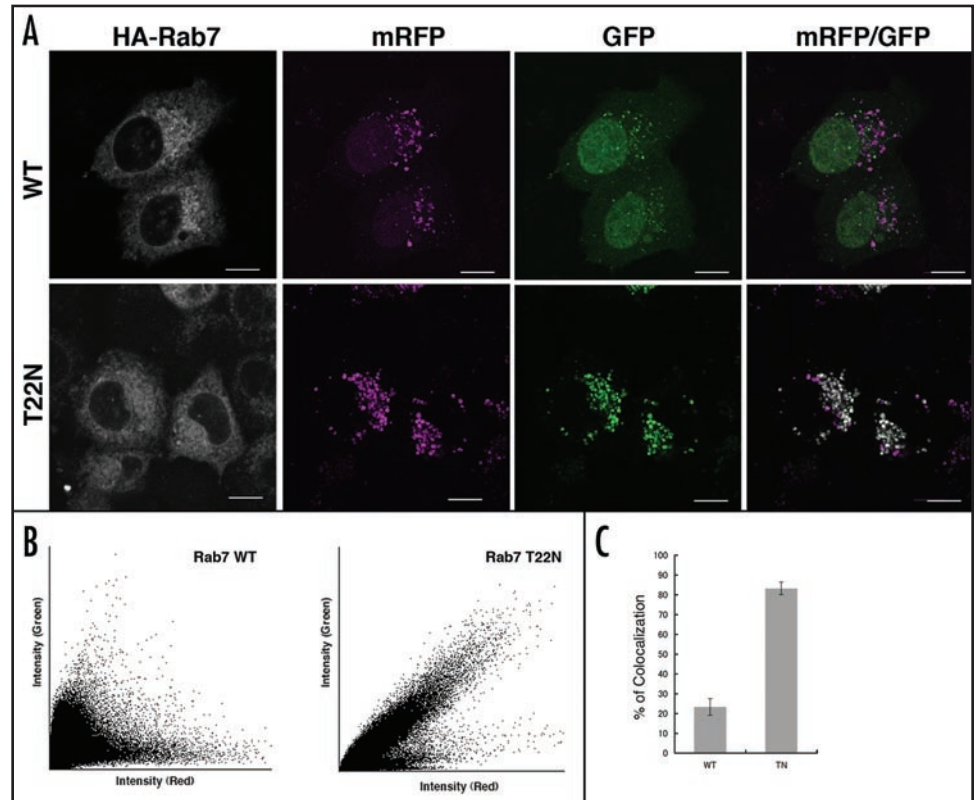 A
HA-Rab7 mRFP GFP mRFP/GFP
WT
T22N
B
Rab7 WT
Intensity (Green)
Intensity (Red)
Rab7 T22N
Intensity (Green)
Intensity (Red)
C
% of Colocalization
100
90
80
70
60
50
40
30
20
10
0
WT TN